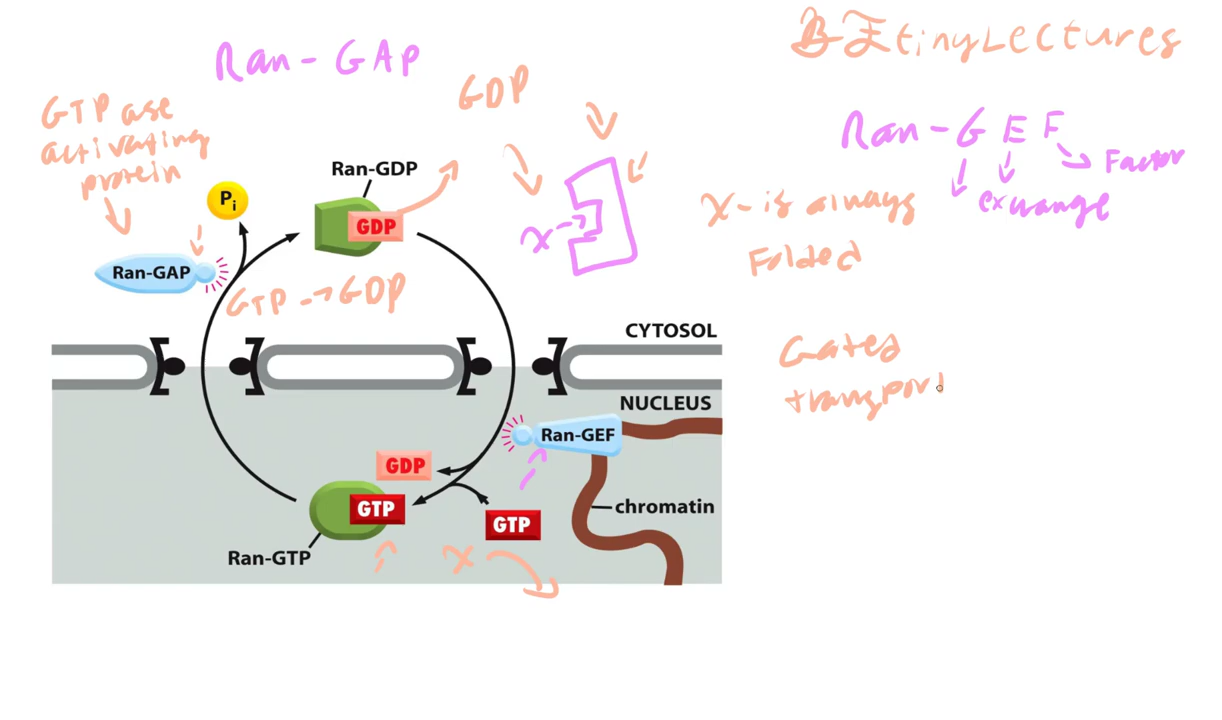 tinyLectures
Ran-GAP
GTPase
activating
protein
GDP
Ran-GEF
Factor
exchange
X-is always
Folded
Ran-GDP
Pi
GDP
X
Ran-GAP
GTP → GDP
CYTOSOL
Gated
transport
NUCLEUS
Ran-GEF
GDP
GTP
GTP
chromatin
Ran-GTP
X